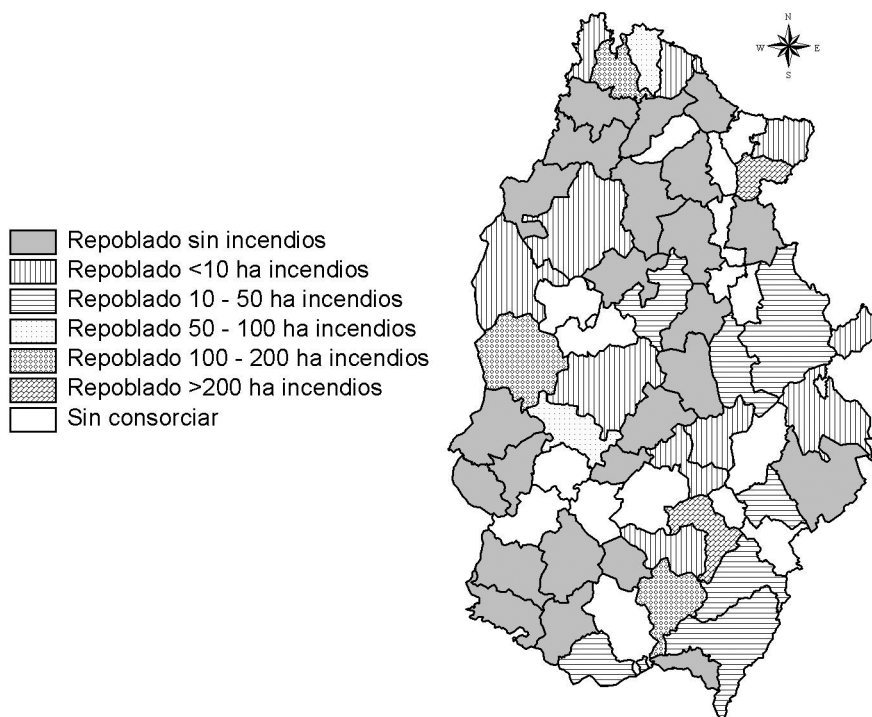 N
W E
S
Repoblado sin incendios
Repoblado <10 ha incendios
Repoblado 10 - 50 ha incendios
Repoblado 50 - 100 ha incendios
Repoblado 100 - 200 ha incendios
Repoblado >200 ha incendios
Sin consorciar